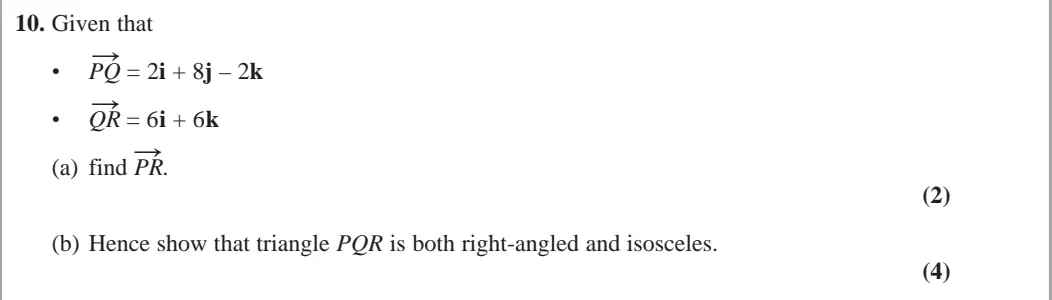 10. Given that
• PQ⃗ = 2i + 8j – 2k
• QR⃗ = 6i + 6k
(a) find PR⃗.
(2)
(b) Hence show that triangle PQR is both right-angled and isosceles.
(4)